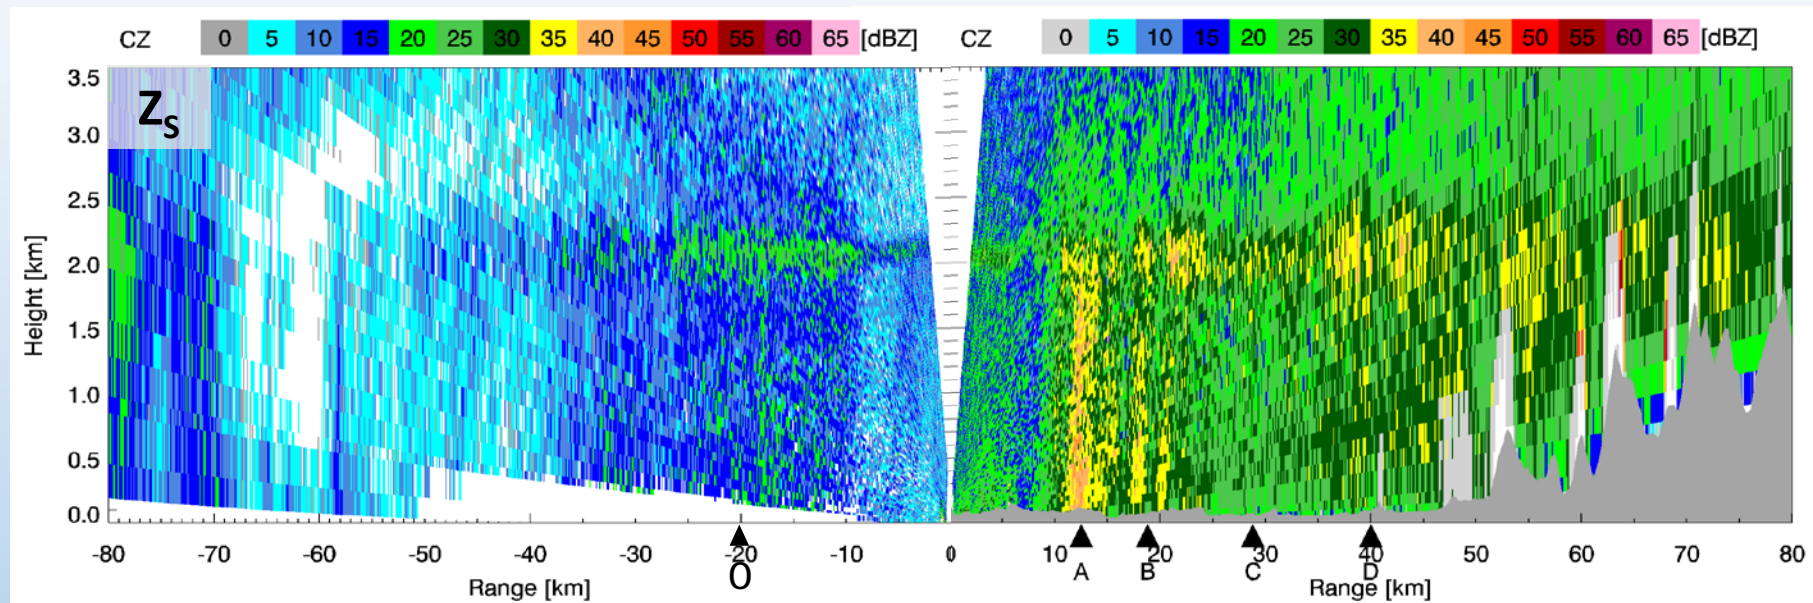 CZ 0 5 10 15 20 25 30 35 40 45 50 55 60 65 [dBZ] CZ 0 5 10 15 20 25 30 35 40 45 50 55 60 65 [dBZ]
Zs
3.5
3.0
2.5
2.0
1.5
1.0
0.5
0.0
Height [km]
-80 -70 -60 -50 -40 -30 -20 -10 0 10 20 30 40 50 60 70 80
O A B C D
Range [km] Range [km]